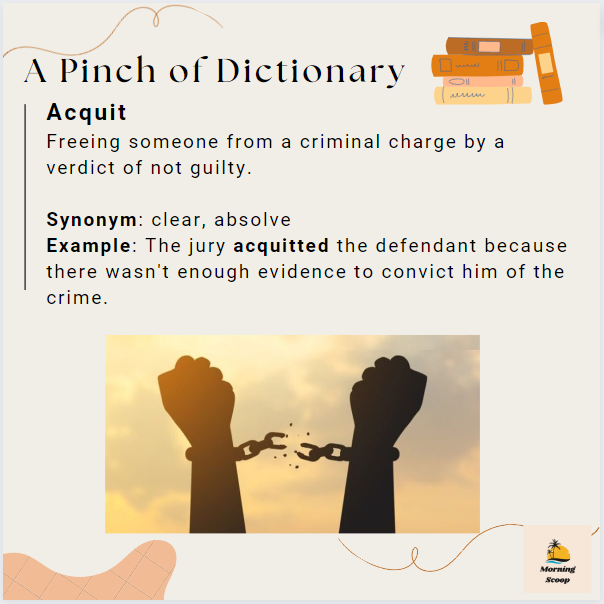 A Pinch of Dictionary
Acquit
Freeing someone from a criminal charge by a
verdict of not guilty.
Synonym: clear, absolve
Example: The jury acquitted the defendant because
there wasn't enough evidence to convict him of the
crime.
Morning
Scoop